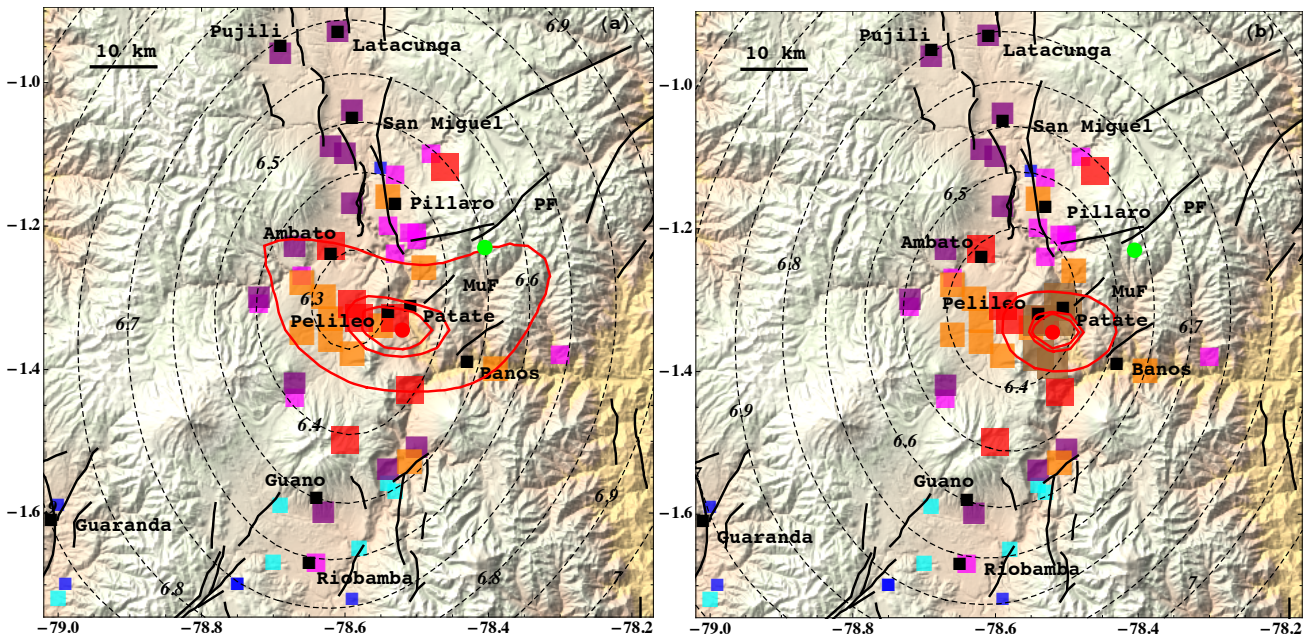 6.9
(a)
Pujili
Latacunga
10 km
−1.0
San Miguel
6.5
−1.2
Pillaro
PF
Ambato
6.6
MuF
6.3
Pelileo
Patate
6.7
−1.4
Banos
6.4
Guano
6.9
−1.6
Guaranda
Riobamba
6.8
6.8
−79.0
−78.8
−78.6
−78.4
−78.2
(b)
Pujili
Latacunga
10 km
−1.0
San Miguel
6.5
−1.2
Pillaro
PF
Ambato
6.8
MuF
Pelileo
Patate
6.7
−1.4
Banos
6.4
6.9
6.6
Guano
−1.6
Guaranda
Riobamba
7
−79.0
−78.8
−78.6
−78.4
−78.2